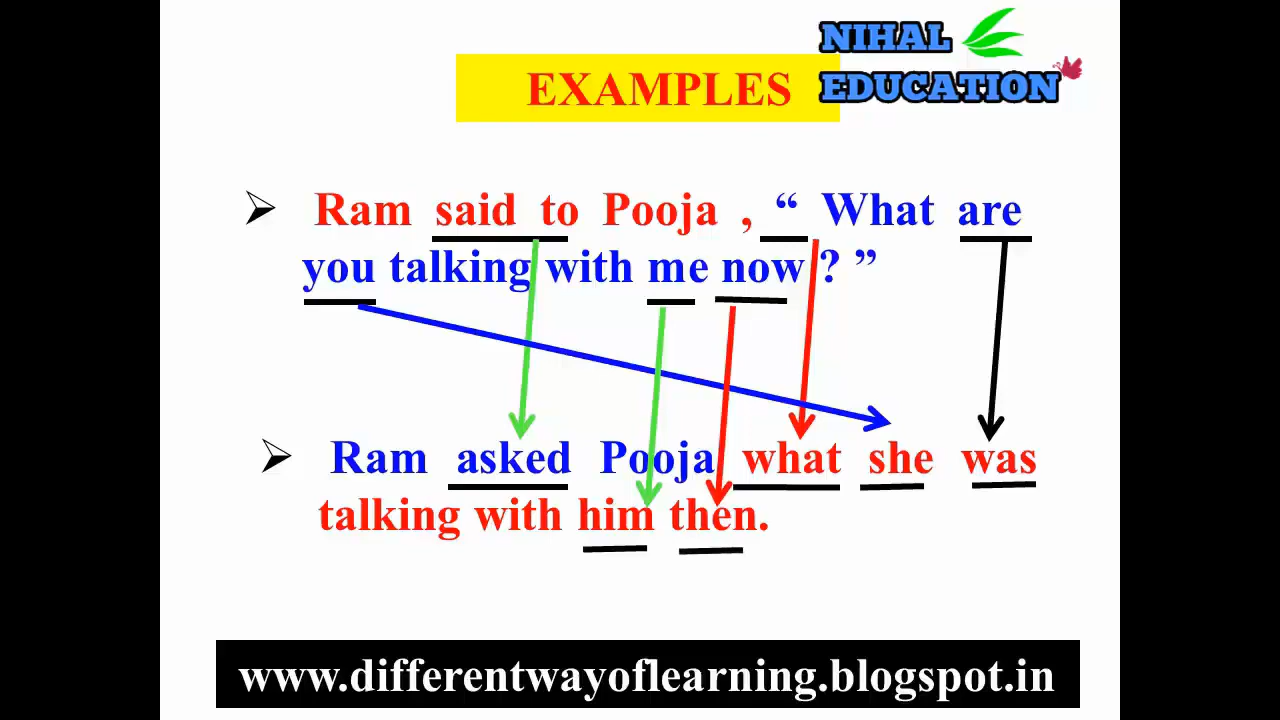 NIHAL
EDUCATION
EXAMPLES
➢ Ram said to Pooja , “ What are
you talking with me now ? ”
➢ Ram asked Pooja what she was
talking with him then.
www.differentwayoflearning.blogspot.in